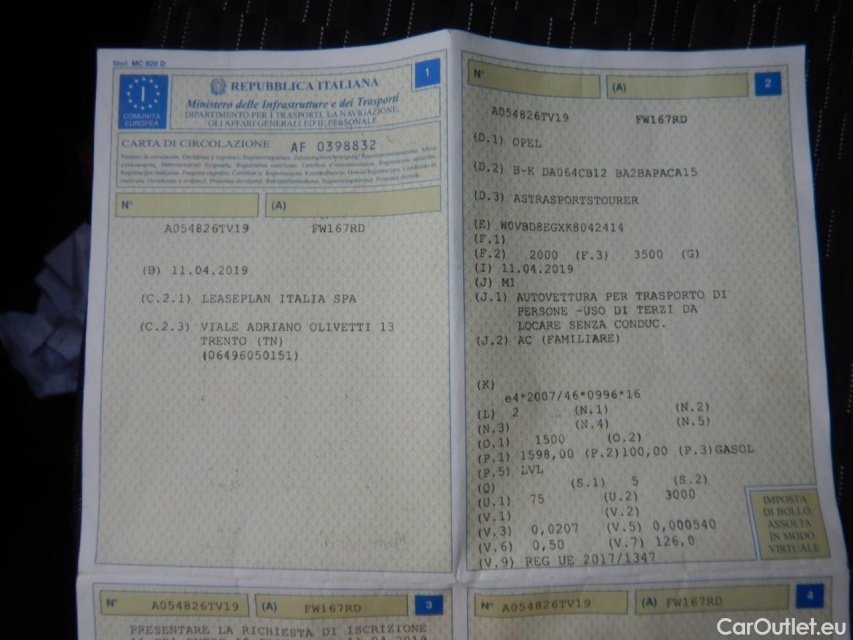 Mod. MC 820 D
1
REPUBBLICA ITALIANA
Ministero delle Infrastrutture e dei Trasporti
DIPARTIMENTO PER I TRASPORTI, LA NAVIGAZIONE,
GLI AFFARI GENERALI ED IL PERSONALE
I
COMUNITA
EUROPEA
CARTA DI CIRCOLAZIONE AF 0398832
N° (A)
A054826TV19 FW167RD
(B) 11.04.2019
(C.2.1) LEASEPLAN ITALIA SPA
(C.2.3) VIALE ADRIANO OLIVETTI 13
TRENTO (TN)
(06496050151)
N° (A) 2
A054826TV19 FW167RD
(D.1) OPEL
(D.2) B-K DA064CB12 BA2BAPACA15
(D.3) ASTRASPORTSTOURER
(E) W0VBD8EGXK8042414
(F.1)
(F.2) 2000 (F.3) 3500 (G)
(I) 11.04.2019
(J) M1
(J.1) AUTOVETTURA PER TRASPORTO DI
PERSONE -USO DI TERZI DA
LOCARE SENZA CONDUC.
(J.2) AC (FAMILIARE)
(K)
e4*2007/46*0996*16
(L) 2 (N.1) (N.2)
(N.3) (N.4) (N.5)
(O.1) 1500 (O.2)
(P.1) 1598,00 (P.2)100,00 (P.3)GASOL
(P.5) LVL
(Q) (S.1) 5 (S.2)
(U.1) 75 (U.2) 3000
(V.1) (V.2)
(V.3) 0,0207 (V.5) 0,000540
(V.6) 0,50 (V.7) 126,0
(V.9) REG UE 2017/1347
IMPOSTA
DI BOLLO
ASSOLTA
IN MODO
VIRTUALE
N° A054826TV19 (A) FW167RD 3
PRESENTARE LA RICHIESTA DI ISCRIZIONE
N° A054826TV19 (A) FW167RD 4
CarOutlet.eu